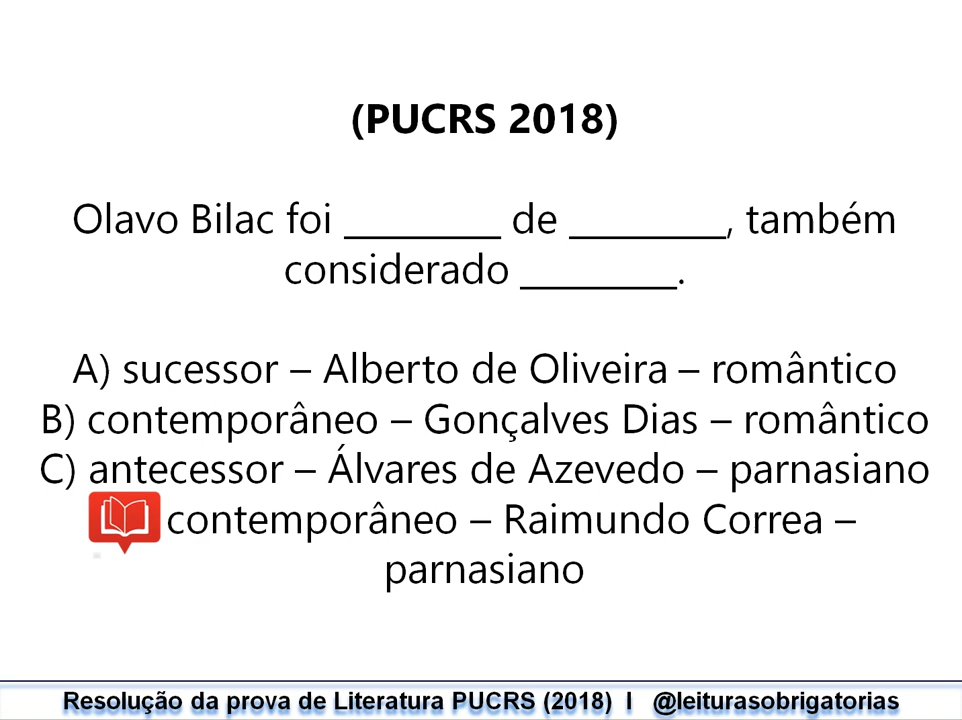 (PUCRS 2018)
Olavo Bilac foi ________ de ________, também
considerado ________.
A) sucessor – Alberto de Oliveira – romântico
B) contemporâneo – Gonçalves Dias – romântico
C) antecessor – Álvares de Azevedo – parnasiano
contemporâneo – Raimundo Correa –
parnasiano
Resolução da prova de Literatura PUCRS (2018) I @leiturasobrigatorias